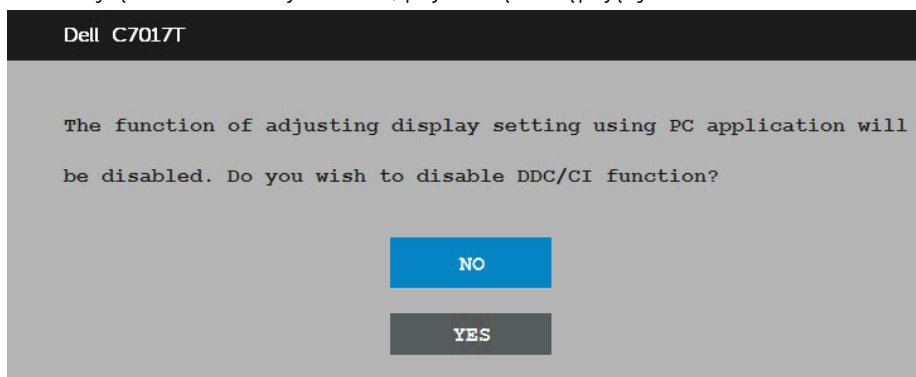 Dell C7017T
The function of adjusting display setting using PC application will
be disabled. Do you wish to disable DDC/CI function?
NO
YES